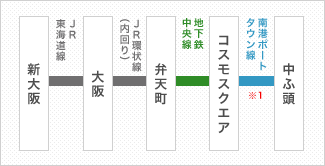 新大阪
JR
東海道線
大阪
JR環状線
(内回り)
弁天町
地下鉄
中央線
コスモスクエア
南港ポート
タウン線
※1
中ふ頭